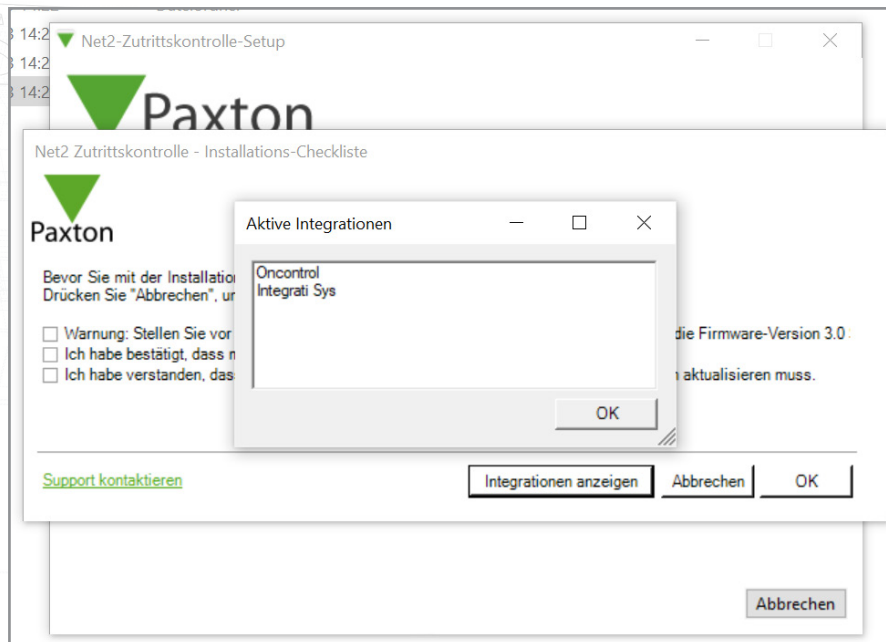 14:2
Net2-Zutrittskontrolle-Setup
14:2
14:2
Paxton
Net2 Zutrittskontrolle - Installations-Checkliste
Paxton
Aktive Integrationen
Oncontrol
Integrati Sys
Bevor Sie mit der Installation
Drücken Sie "Abbrechen", ur
Warnung: Stellen Sie vor die Firmware-Version 3.0
Ich habe bestätigt, dass m
Ich habe verstanden, das aktualisieren muss.
OK
Support kontaktieren
Integrationen anzeigen
Abbrechen
OK
Abbrechen